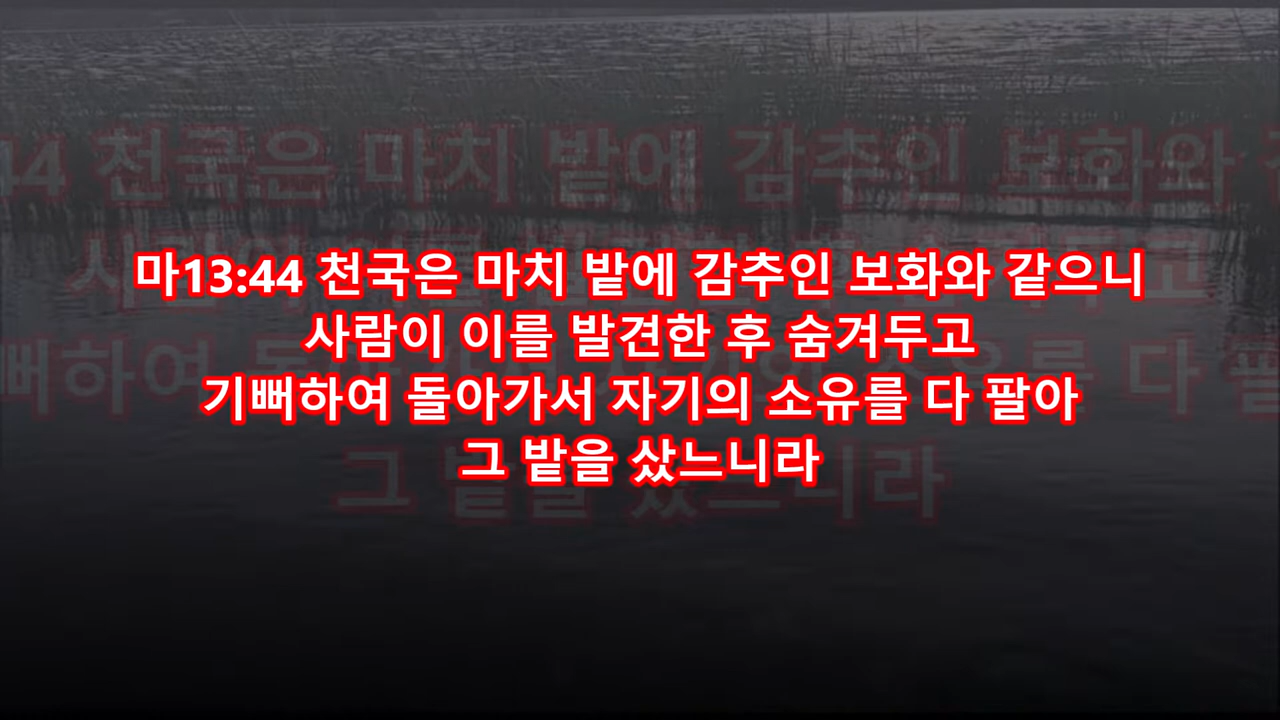 마13:44 천국은 마치 밭에 감추인 보화와 같으니
사람이 이를 발견한 후 숨겨두고
기뻐하여 돌아가서 자기의 소유를 다 팔아
그 밭을 샀느니라